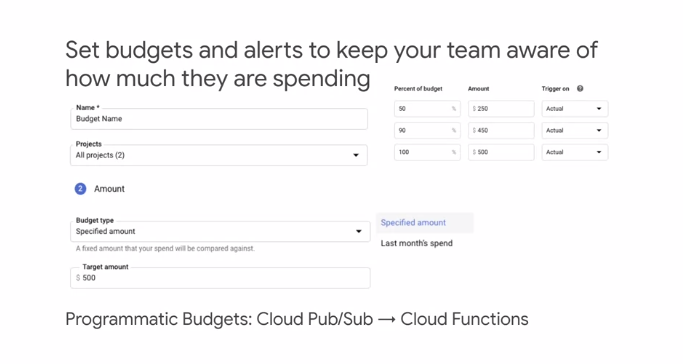 Set budgets and alerts to keep your team aware of
how much they are spending
Percent of budget Amount Trigger on ?
50 % $ 250 Actual
90 % $ 450 Actual
100 % $ 500 Actual
Name *
Budget Name
Projects
All projects (2)
2 Amount
Budget type
Specified amount
A fixed amount that your spend will be compared against.
Specified amount
Last month's spend
Target amount
$ 500
Programmatic Budgets: Cloud Pub/Sub → Cloud Functions